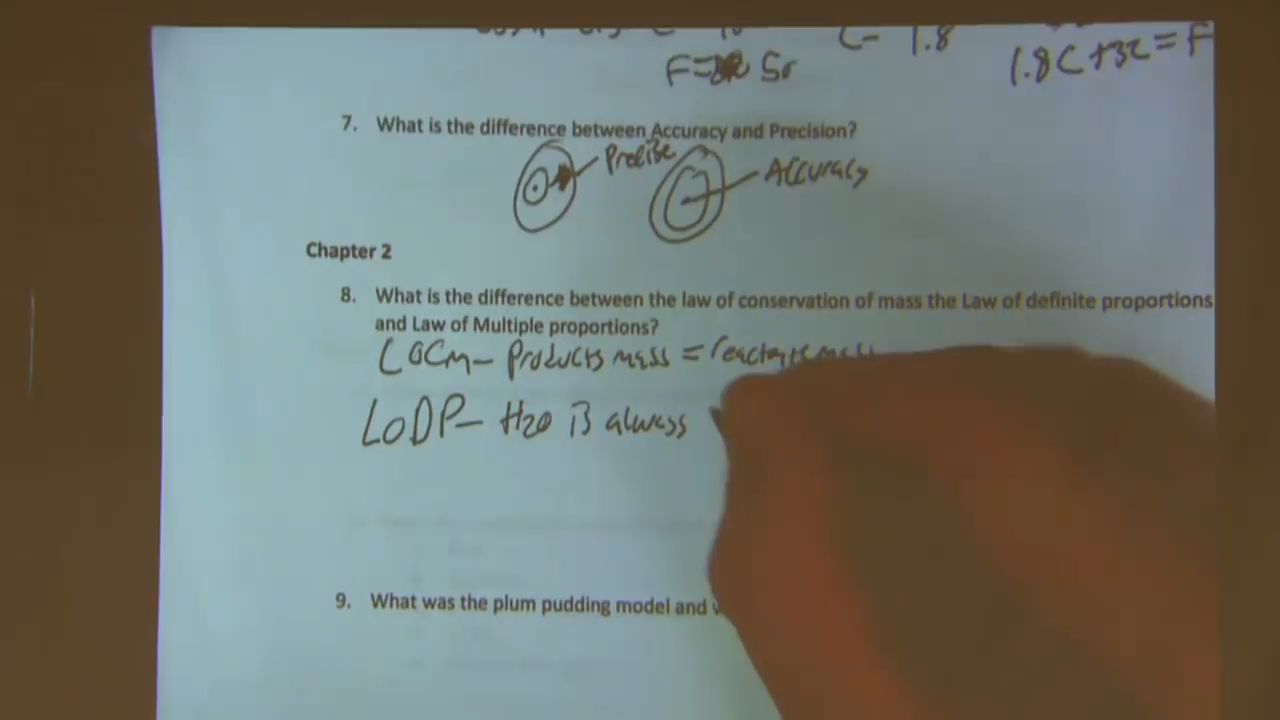 C= 1.8
1.8C+32=F
F= 50
7. What is the difference between Accuracy and Precision?
Precise
Accuracy
Chapter 2
8. What is the difference between the law of conservation of mass the Law of definite proportions
and Law of Multiple proportions?
LOCM- Products mass = reactants mass
LoDP- H2O is always
9. What was the plum pudding model and